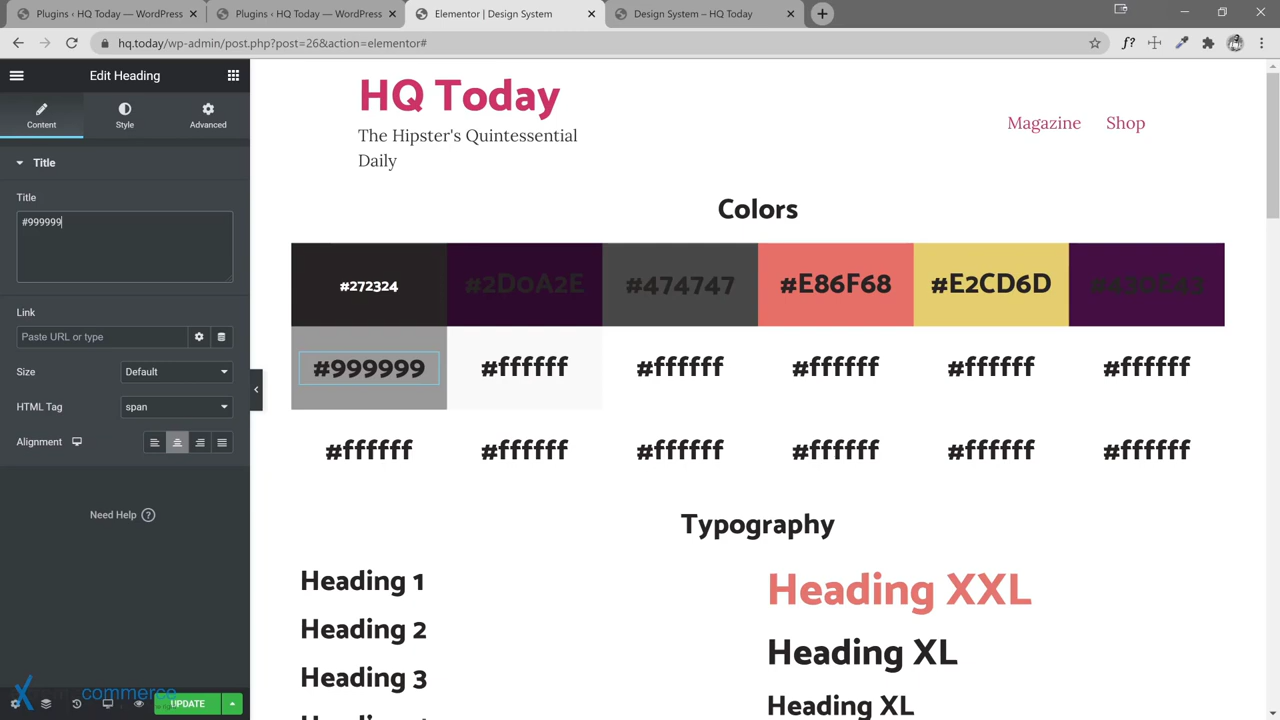 Plugins ‹ HQ Today — WordPress
Plugins ‹ HQ Today — WordPress
Elementor | Design System
Design System – HQ Today
hq.today/wp-admin/post.php?post=26&action=elementor#
Edit Heading
Content
Style
Advanced
Title
Title
#999999
Link
Paste URL or type
Size
Default
HTML Tag
span
Alignment
Need Help
UPDATE
commerce
HQ Today
The Hipster's Quintessential
Daily
Magazine
Shop
Colors
#272324
#2D0A2E
#474747
#E86F68
#E2CD6D
#430E43
#999999
#ffffff
#ffffff
#ffffff
#ffffff
#ffffff
#ffffff
#ffffff
#ffffff
#ffffff
#ffffff
#ffffff
Typography
Heading 1
Heading 2
Heading 3
Heading XXL
Heading XL
Heading XL